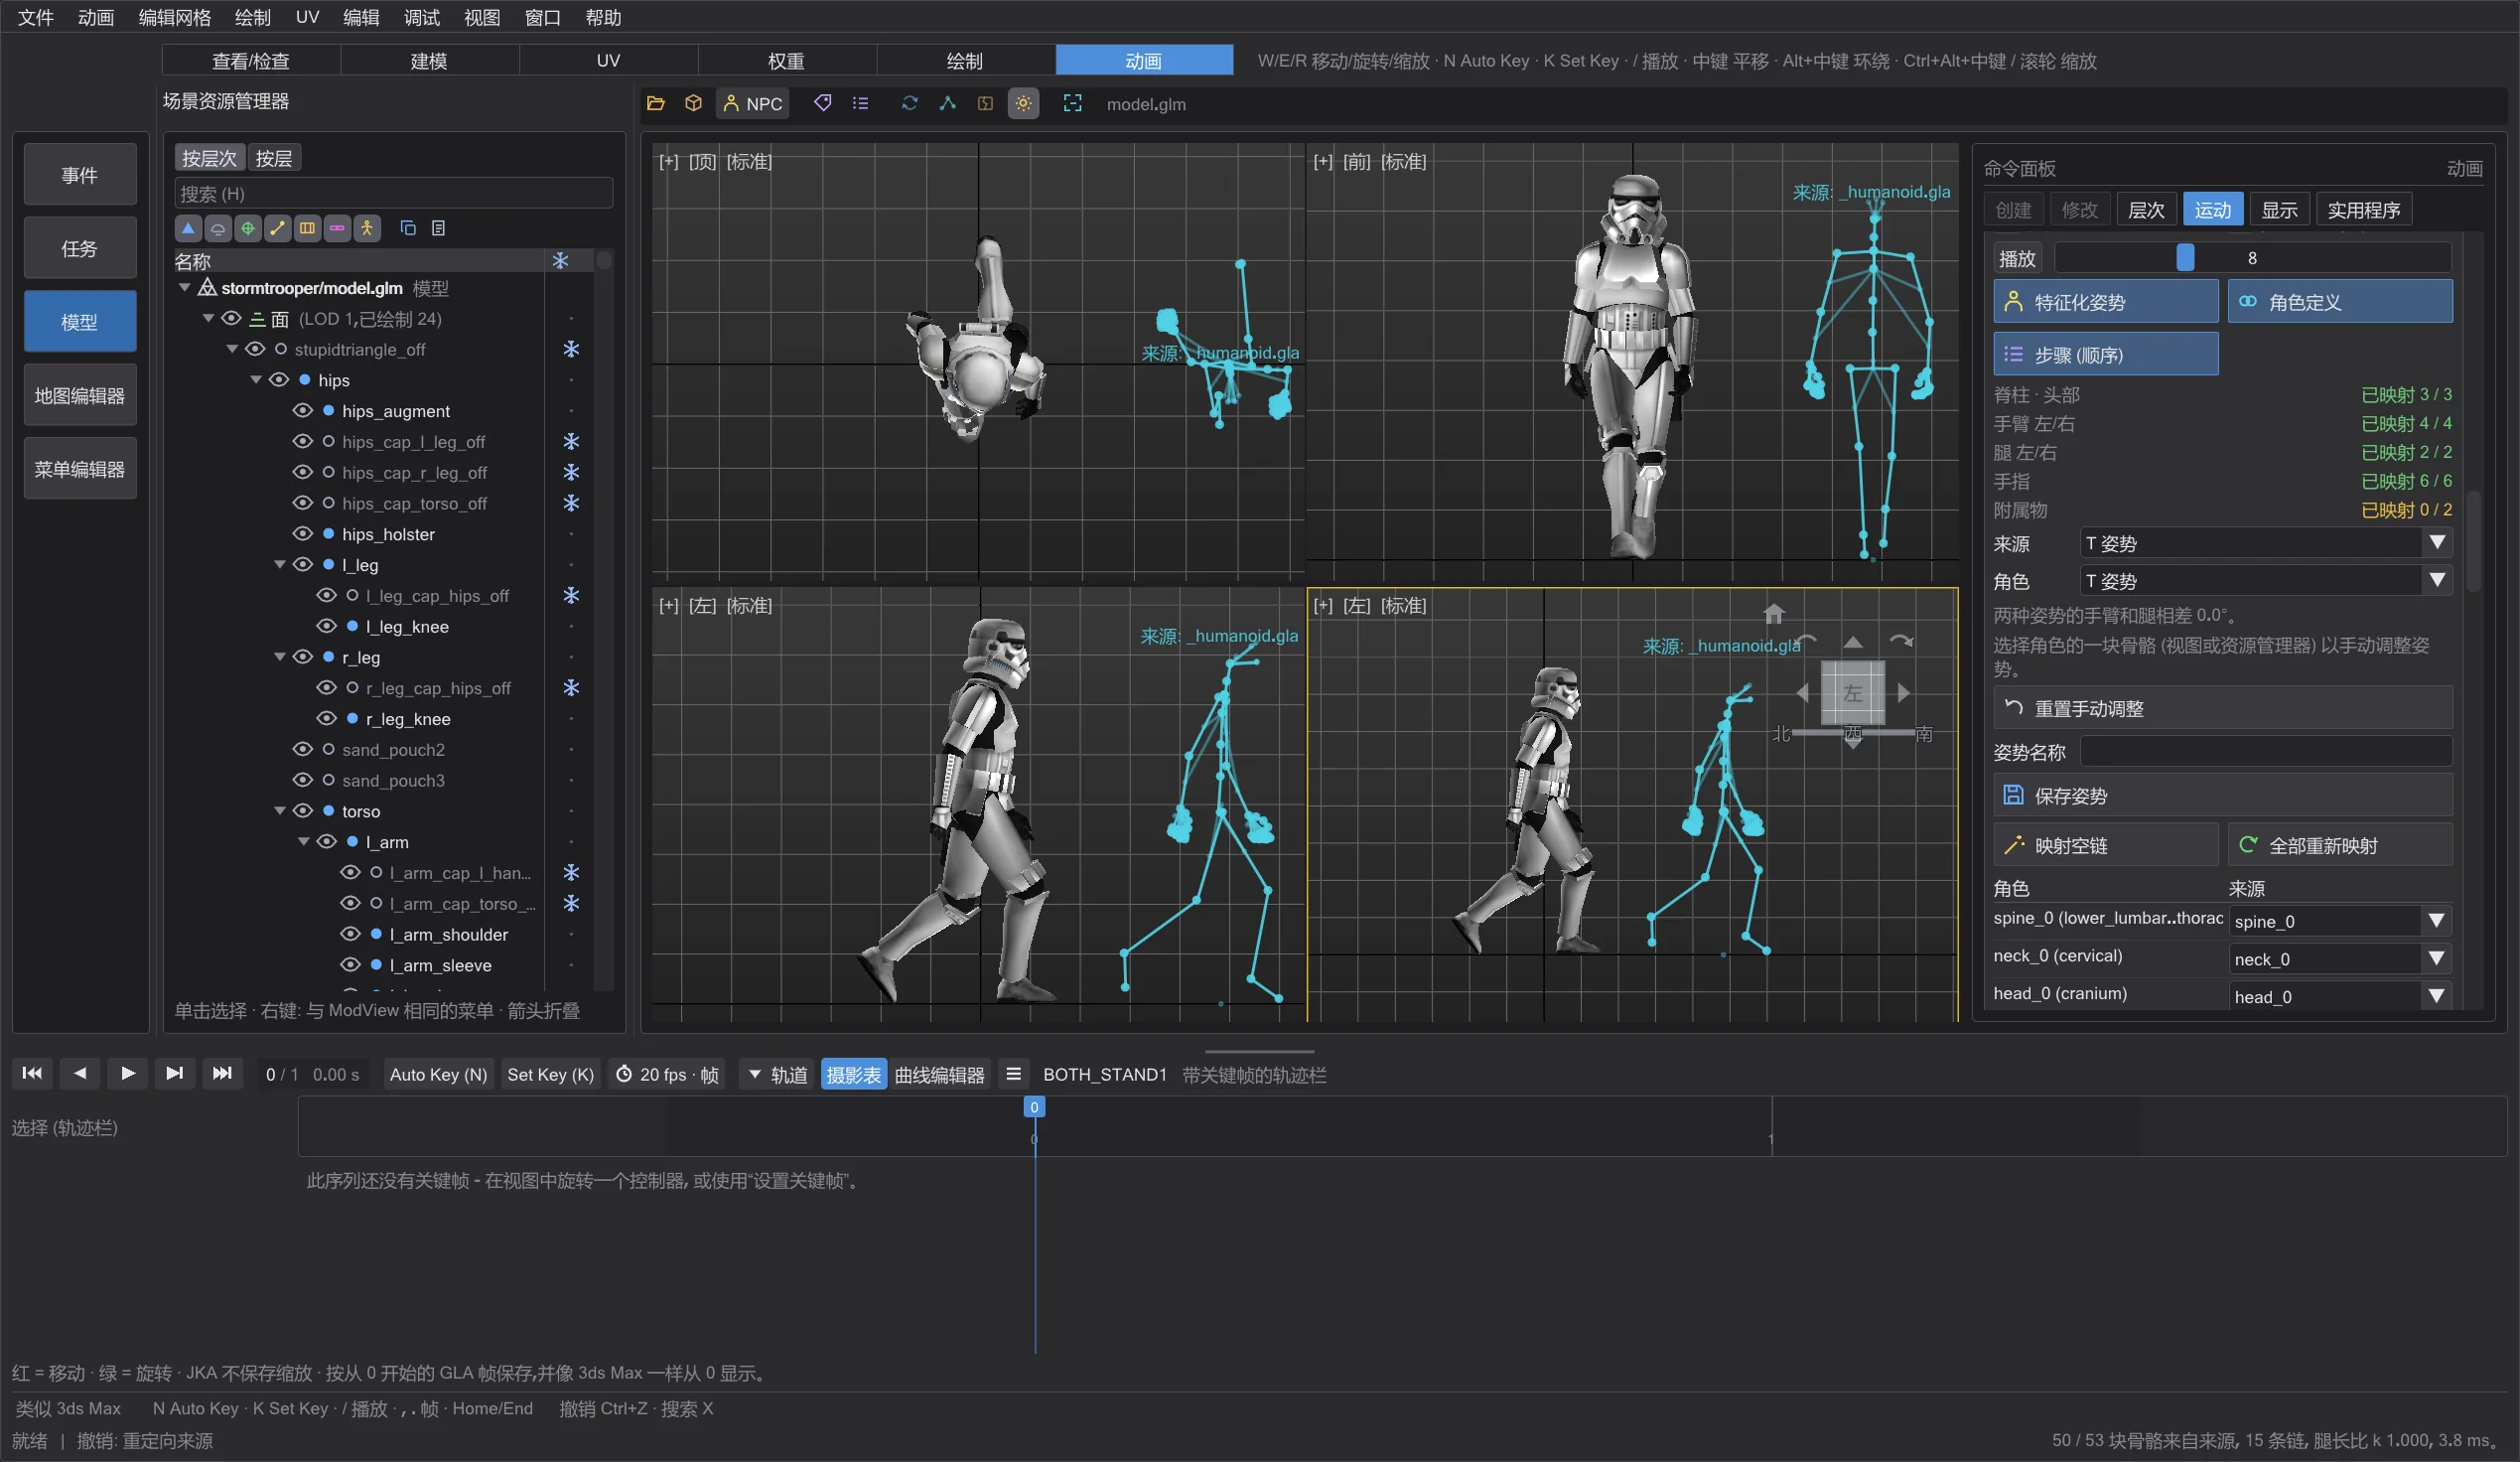 文件 动画 编辑网格 绘制 UV 编辑 调试 视图 窗口 帮助
查看/检查 建模 UV 权重 绘制 动画 W/E/R 移动/旋转/缩放 · N Auto Key · K Set Key · / 播放 · 中键 平移 · Alt+中键 环绕 · Ctrl+Alt+中键 / 滚轮 缩放
场景资源管理器
NPC model.glm
事件
任务
模型
地图编辑器
菜单编辑器
按层次 按层
搜索 (H)
名称
stormtrooper/model.glm 模型
面 (LOD 1,已绘制 24)
stupidtriangle_off
hips
hips_augment
hips_cap_l_leg_off
hips_cap_r_leg_off
hips_cap_torso_off
hips_holster
l_leg
l_leg_cap_hips_off
l_leg_knee
r_leg
r_leg_cap_hips_off
r_leg_knee
sand_pouch2
sand_pouch3
torso
l_arm
l_arm_cap_l_han...
l_arm_cap_torso_...
l_arm_shoulder
l_arm_sleeve
单击选择 · 右键: 与 ModView 相同的菜单 · 箭头折叠
[+] [顶] [标准]
来源: _humanoid.gla
[+] [前] [标准]
来源: _humanoid.gla
[+] [左] [标准]
来源: _humanoid.gla
[+] [左] [标准]
来源: _humanoid.gla
左
北 西 南
命令面板 动画
创建 修改 层次 运动 显示 实用程序
播放 8
特征化姿势 角色定义
步骤 (顺序)
脊柱 · 头部 已映射 3 / 3
手臂 左/右 已映射 4 / 4
腿 左/右 已映射 2 / 2
手指 已映射 6 / 6
附属物 已映射 0 / 2
来源 T 姿势
角色 T 姿势
两种姿势的手臂和腿相差 0.0°。
选择角色的一块骨骼 (视图或资源管理器) 以手动调整姿
势。
重置手动调整
姿势名称
保存姿势
映射空链 全部重新映射
角色 来源
spine_0 (lower_lumbar..thorac spine_0
neck_0 (cervical) neck_0
head_0 (cranium) head_0
0 / 1 0.00 s Auto Key (N) Set Key (K) 20 fps · 帧 轨道 摄影表 曲线编辑器 BOTH_STAND1 带关键帧的轨迹栏
选择 (轨迹栏)
0
0 1
此序列还没有关键帧 - 在视图中旋转一个控制器, 或使用“设置关键帧”。
红 = 移动 · 绿 = 旋转 · JKA 不保存缩放 · 按从 0 开始的 GLA 帧保存,并像 3ds Max 一样从 0 显示。
类似 3ds Max N Auto Key · K Set Key · / 播放 · , . 帧 · Home/End 撤销 Ctrl+Z · 搜索 X
就绪 | 撤销: 重定向来源
50 / 53 块骨骼来自来源, 15 条链, 腿长比 k 1.000, 3.8 ms。